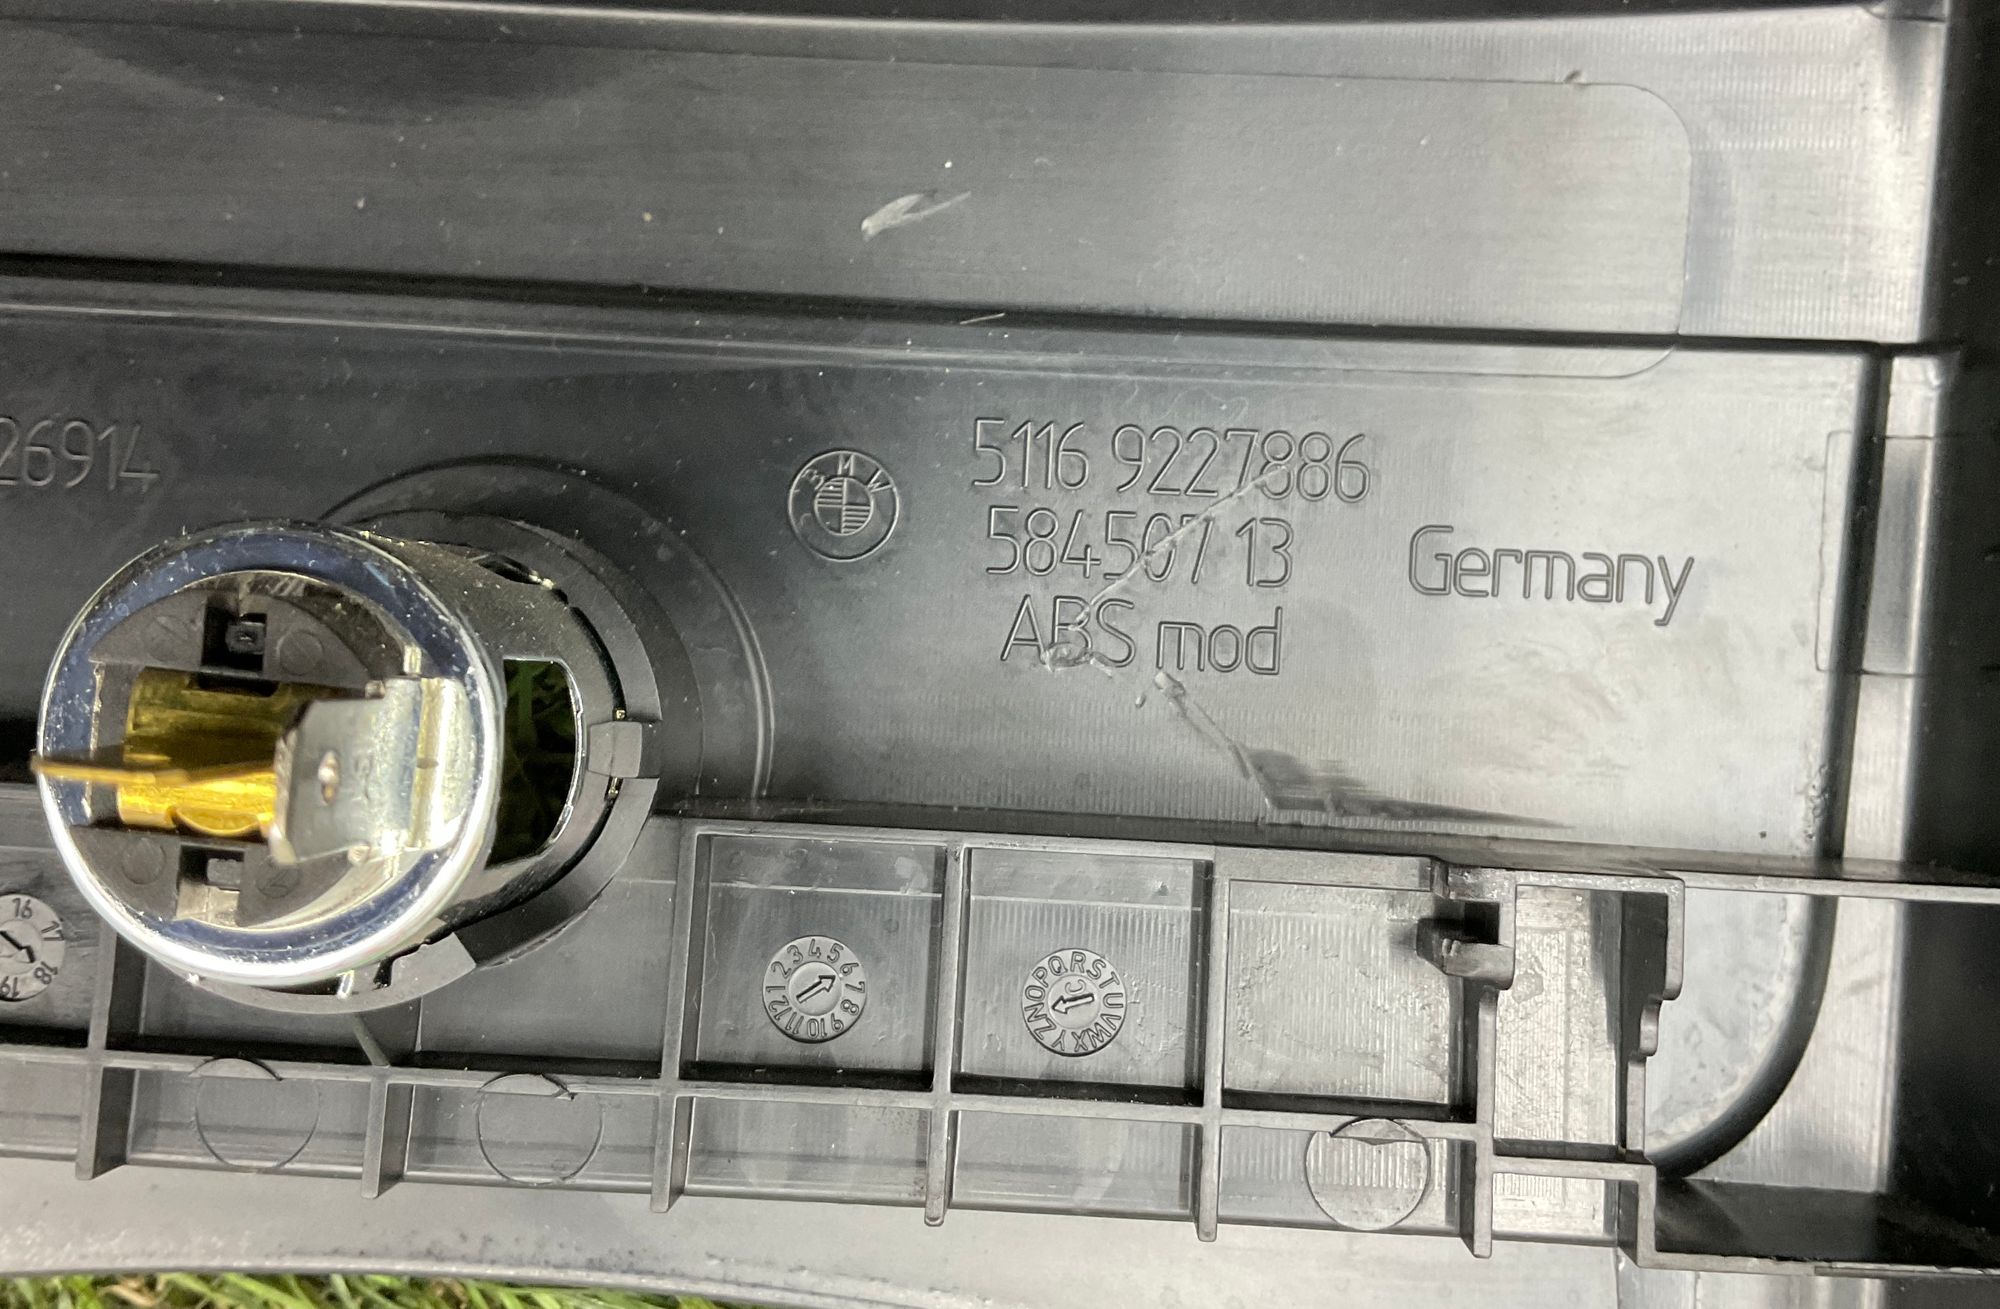 26914
BMW
5116 9227886
584507 13
Germany
ABS mod
16
18
19
1 2 3 4 5 6 7 8 9 10 11 12
N O P Q R S T U V W X Y Z
C